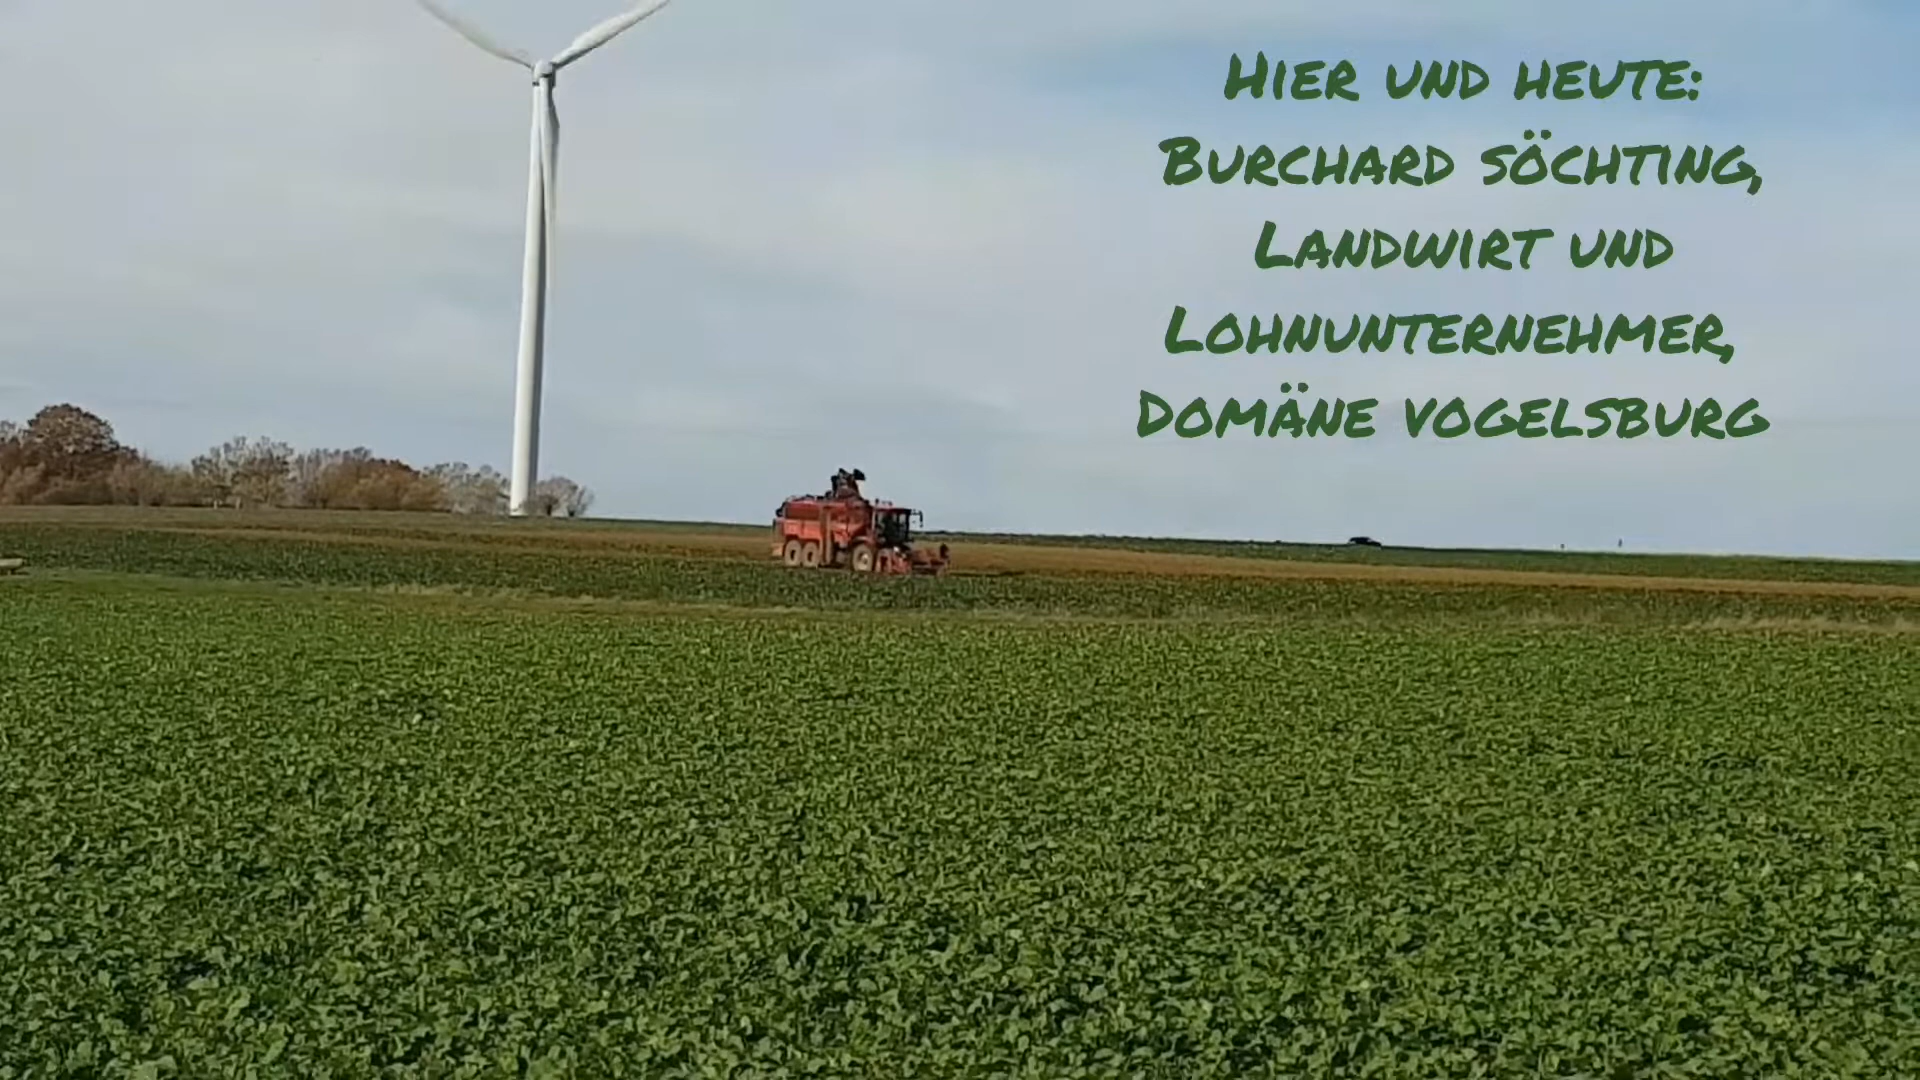 Hier und heute:
Burchard Söchting,
Landwirt und
Lohnunternehmer,
Domäne Vogelsburg